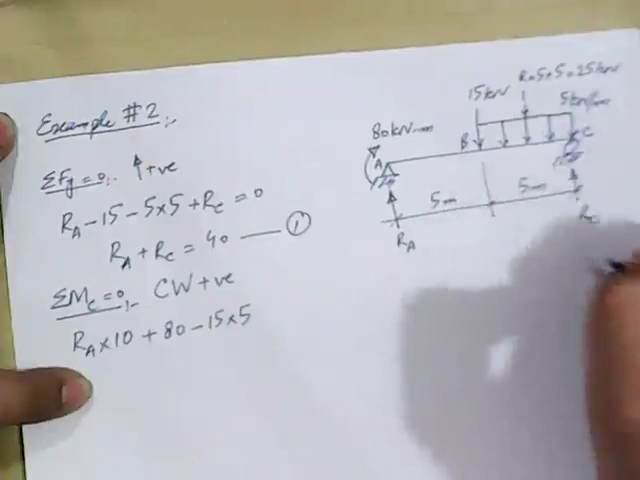 Example #2 :-
ΣFy=0:- ↑+ve
RA - 15 - 5×5 + Rc = 0
RA + Rc = 40 —— ①
ΣMc=0:- CW+ve
RA×10 + 80 - 15×5
R=5×5=25kN
15kN
5kN/m
80kN-m
B
C
A
5m
5m
RA
Rc